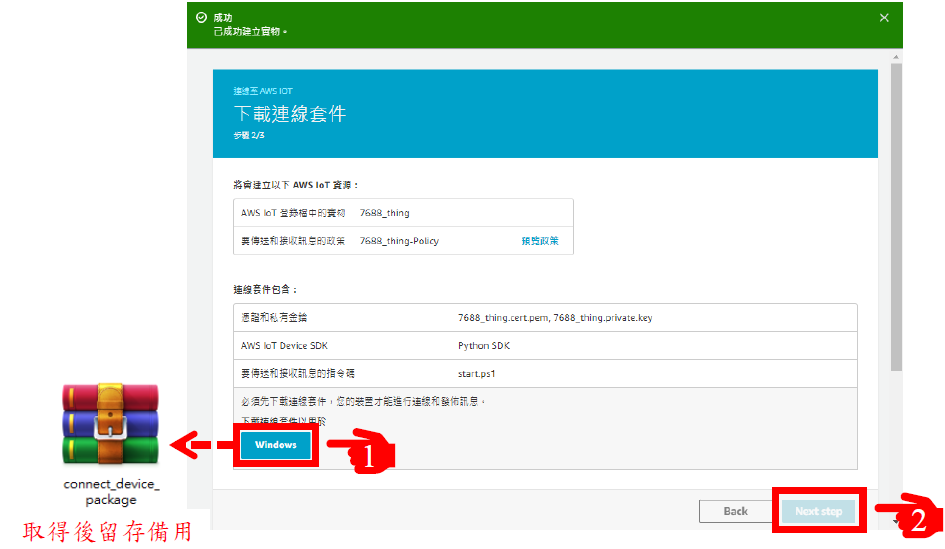 成功
已成功建立實物。
連線至 AWS IOT
下載連線套件
步驟 2/3
將會建立以下 AWS IoT 資源：
AWS IoT 登錄檔中的實物 7688_thing
要傳送和接收訊息的政策 7688_thing-Policy 預覽政策
連線套件包含：
憑證和私有金鑰 7688_thing.cert.pem, 7688_thing.private.key
AWS IoT Device SDK Python SDK
要傳送和接收訊息的指令碼 start.ps1
必須先下載連線套件，您的裝置才能進行連線和發佈訊息。
下載連線套件以用於
Windows
1
connect_device_
package
取得後留存備用
Back
Next step
2